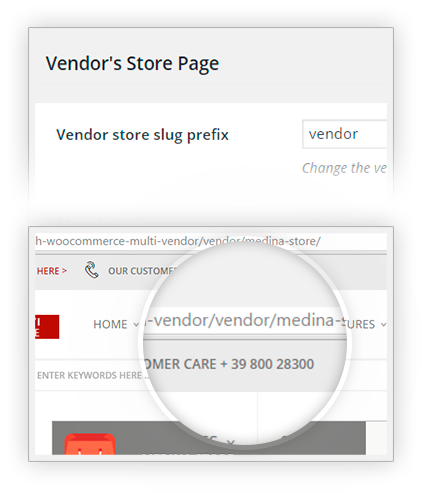 Vendor's Store Page
Vendor store slug prefix
vendor
Change the ve
h-woocommerce-multi-vendor/vendor/medina-store/
HERE >
OUR CUSTOME
-vendor/vendor/medina-s
HOME
URES
OMER CARE + 39 800 28300
ENTER KEYWORDS HERE ...